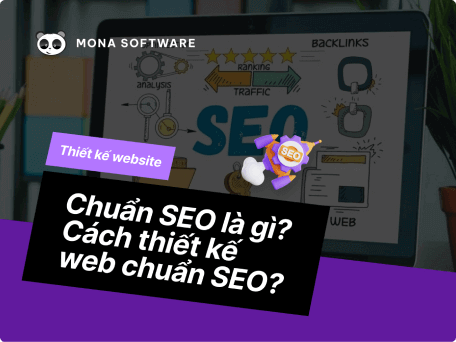 MONA SOFTWARE
BACKLINKS
RANKING
ANALYSIS
TRAFFIC
SEO
SEO
Thiết kế website
WEB
Chuẩn SEO là gì?
Cách thiết kế
web chuẩn SEO?